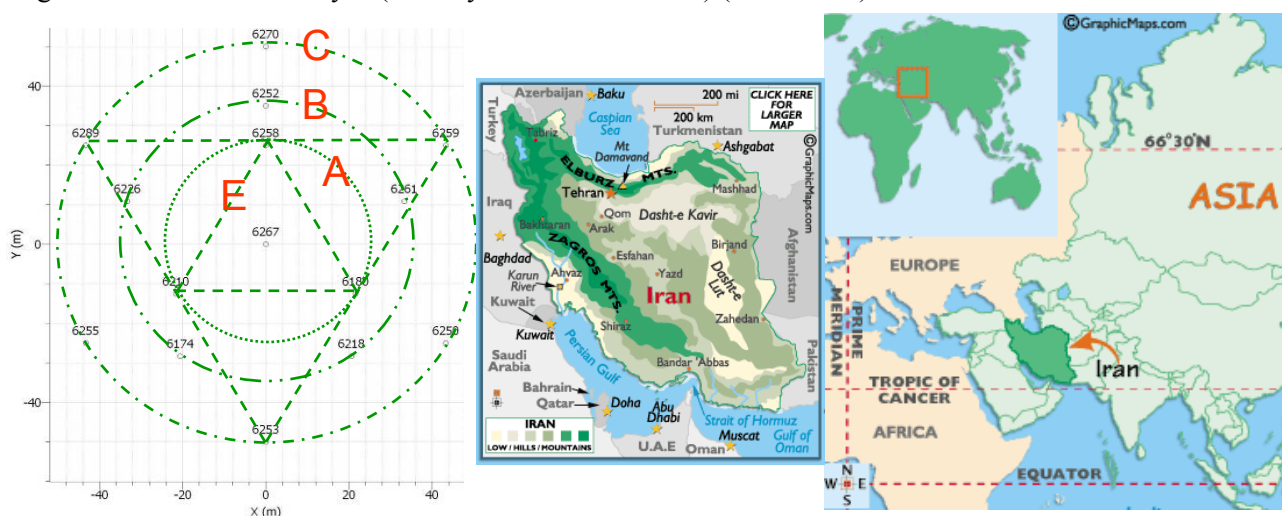 6270
C
40
6252
B
6289
6258
6259
A
6226
E
6261
0
6267
Y (m)
6210
6180
6255
6250
6174
6218
-40
6253
-40
-20
0
20
40
X (m)
Azerbaijan
Baku
200 mi
200 km
CLICK HERE
FOR
LARGER
MAP
Turkey
Caspian
Sea
Turkmenistan
©GraphicMaps.com
Tabriz
Mt
Damavand
Ashgabat
ELBURZ MTS.
Tehran
Mashhad
Qom
Dasht-e Kavir
Iraq
Arak
Bakhtaran
Birjand
Afghanistan
ZAGROS MTS.
Esfahan
Baghdad
Ahvaz
Yazd
Dasht-e
Lut
Karun
River
Iran
Kuwait
Zahedan
Shiraz
Kuwait
Saudi
Arabia
Persian Gulf
Bandar 'Abbas
Pakistan
Bahrain
Qatar
Doha
Abu
Dhabi
Strait of Hormuz
Muscat
Gulf of
Oman
U.A.E
Oman
IRAN
LOW / HILLS / MOUNTAINS
©GraphicMaps.com
66°30'N
ASIA
EUROPE
PRIME
MERIDIAN
Iran
TROPIC OF
CANCER
AFRICA
EQUATOR
N
W E
S